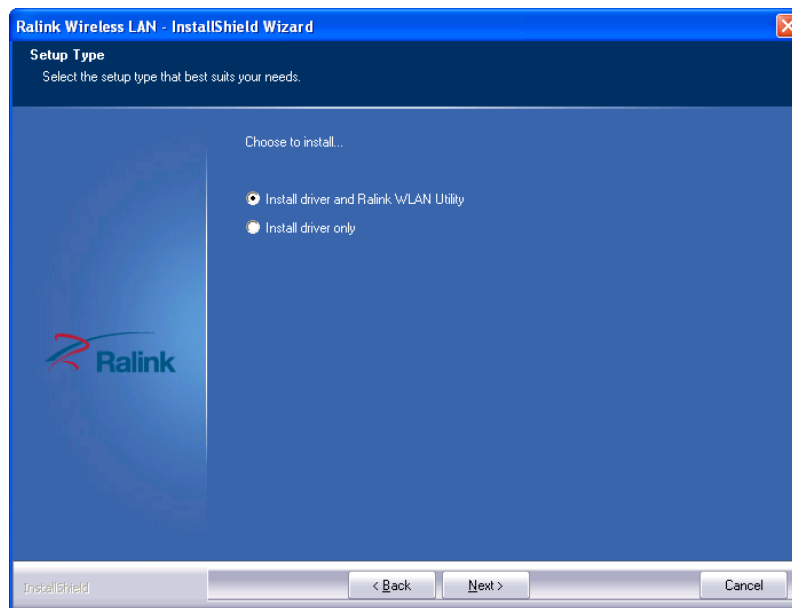 Ralink Wireless LAN - InstallShield Wizard
Setup Type
Select the setup type that best suits your needs.
Choose to install...
Install driver and Ralink WLAN Utility
Install driver only
Ralink
InstallShield
< Back
Next >
Cancel